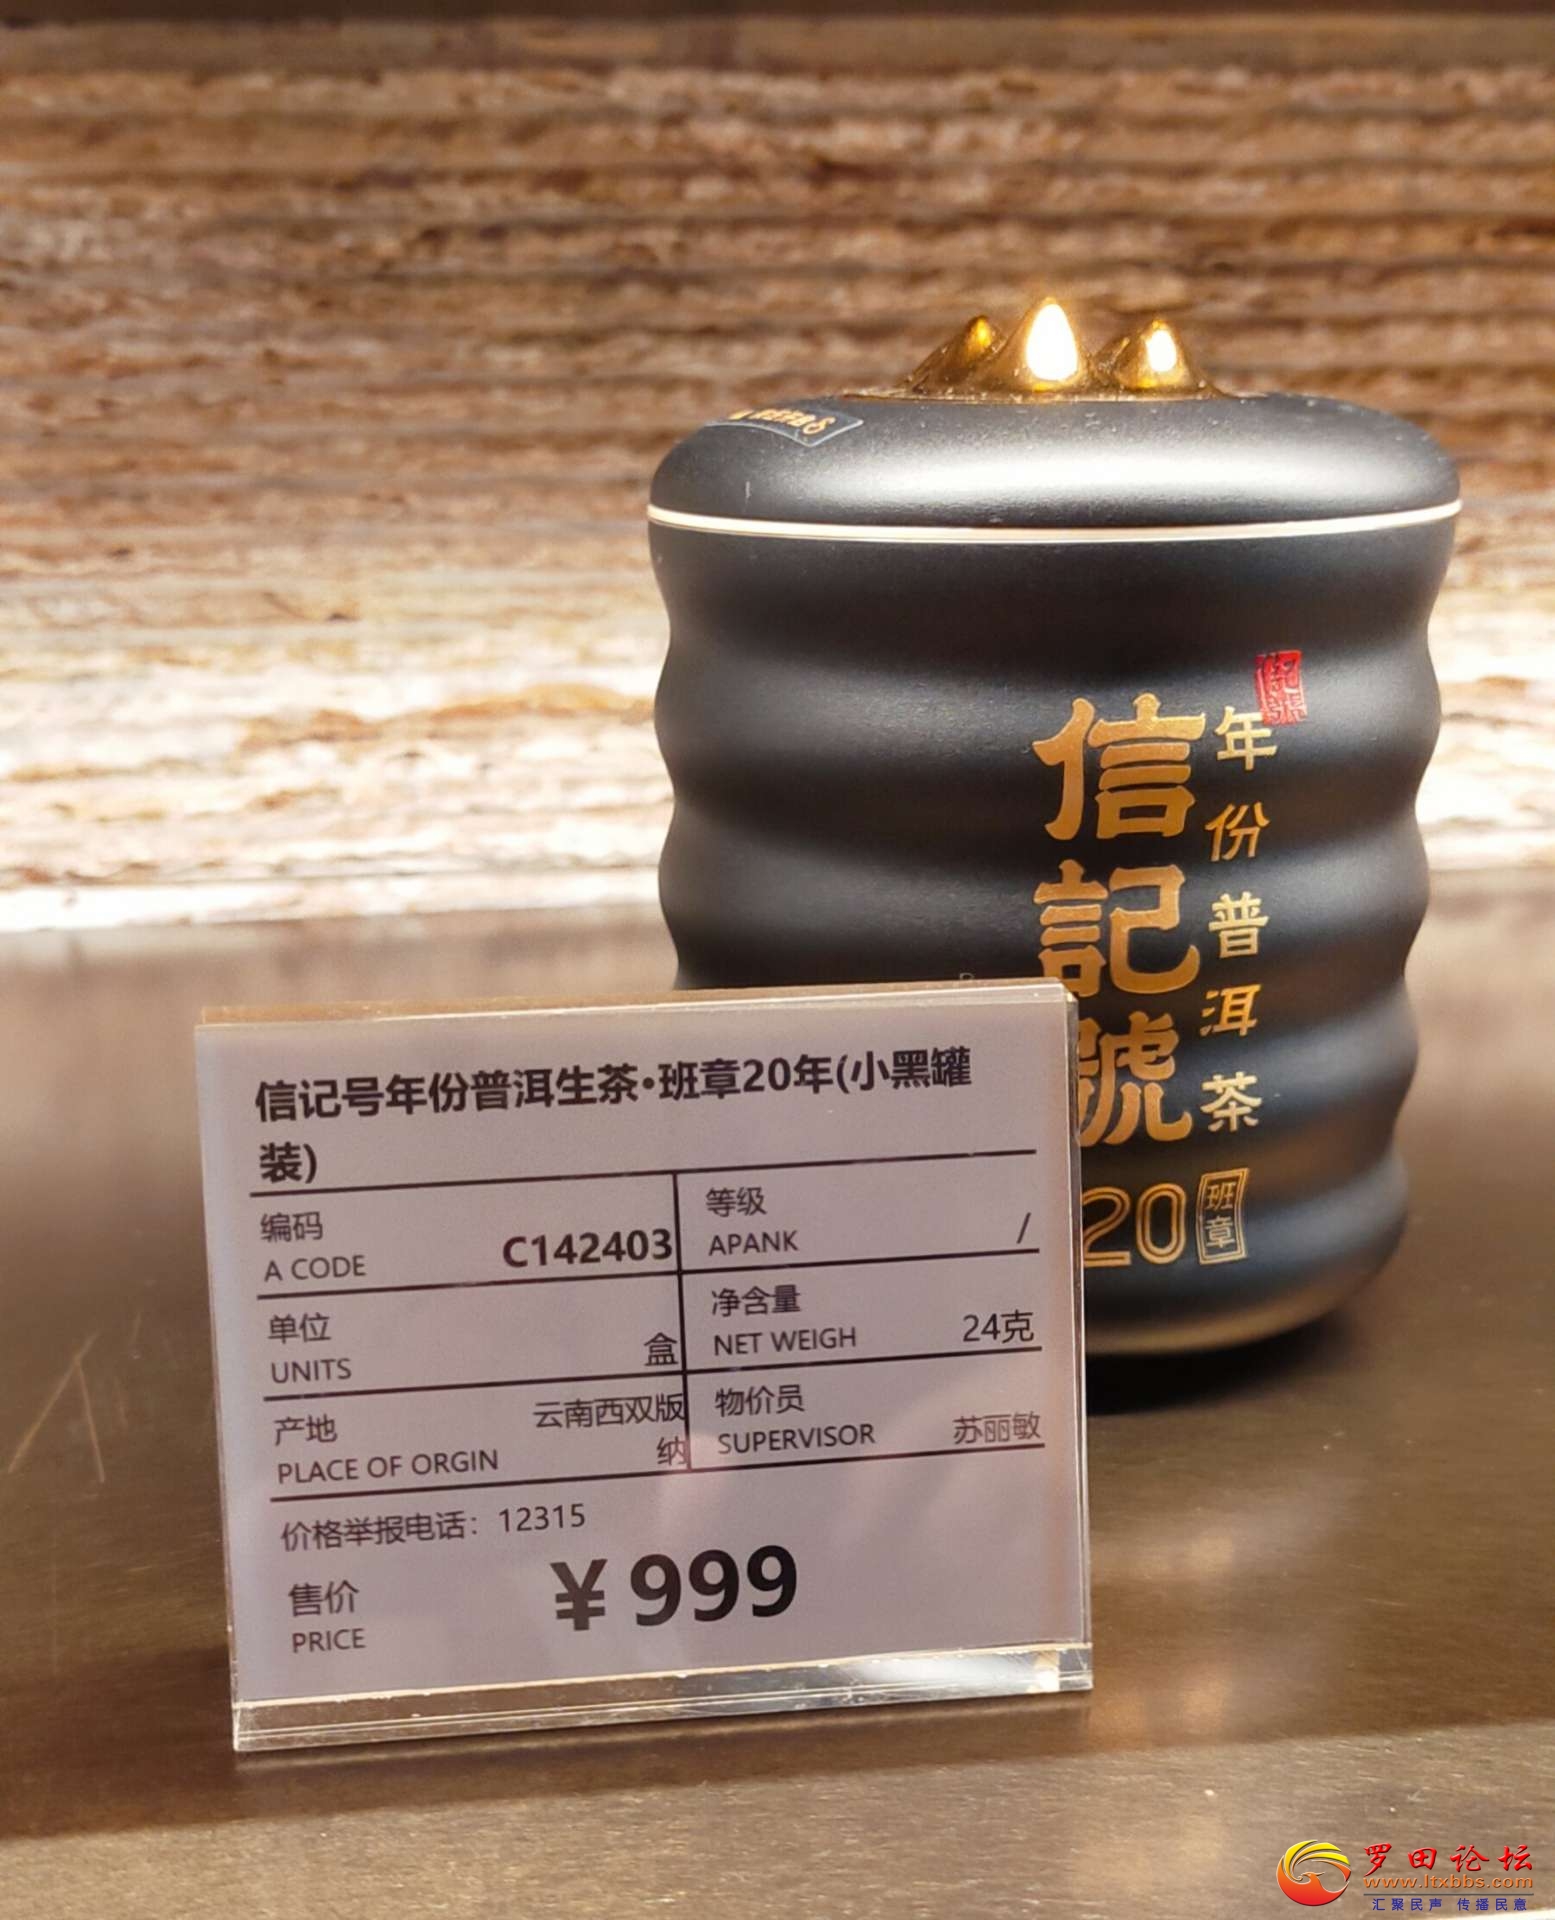 信記號
年份普洱茶
20
班章
信记号年份普洱生茶·班章20年(小黑罐
装)
编码
A CODE
C142403
等级
APANK
/
单位
UNITS
盒
净含量
NET WEIGH
24克
产地
PLACE OF ORGIN
云南西双版
纳
物价员
SUPERVISOR
苏丽敏
价格举报电话：12315
售价
PRICE
￥999
罗田论坛
www.ltxbbs.com
汇聚民声 传播民意